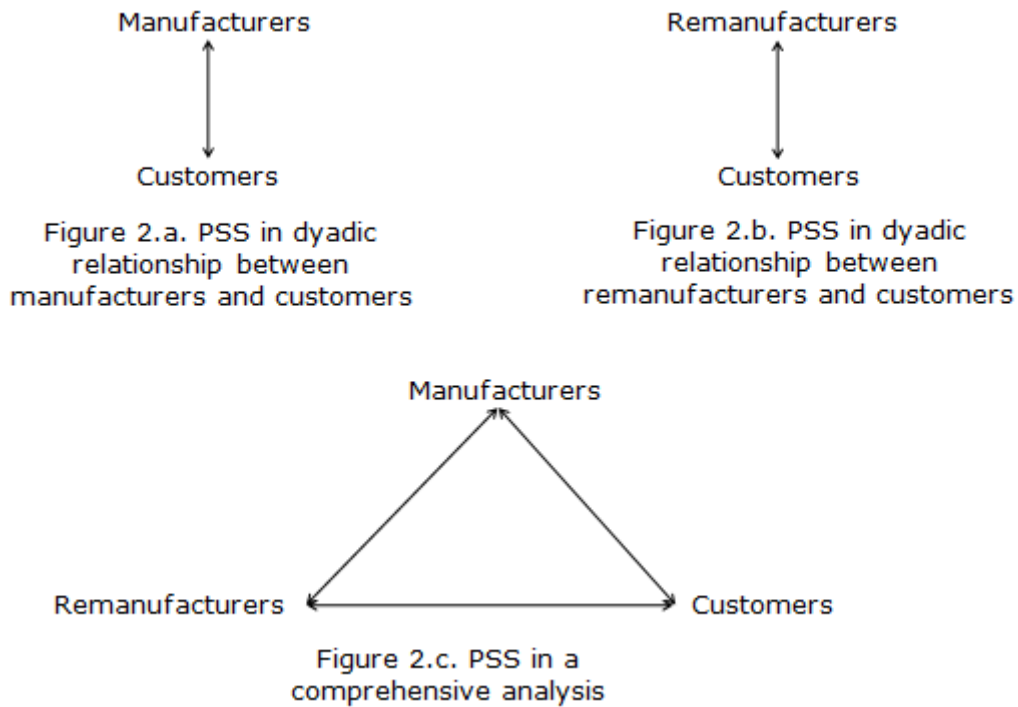 Manufacturers
Customers
Figure 2.a. PSS in dyadic
relationship between
manufacturers and customers
Remanufacturers
Customers
Figure 2.b. PSS in dyadic
relationship between
remanufacturers and customers
Manufacturers
Remanufacturers
Customers
Figure 2.c. PSS in a
comprehensive analysis